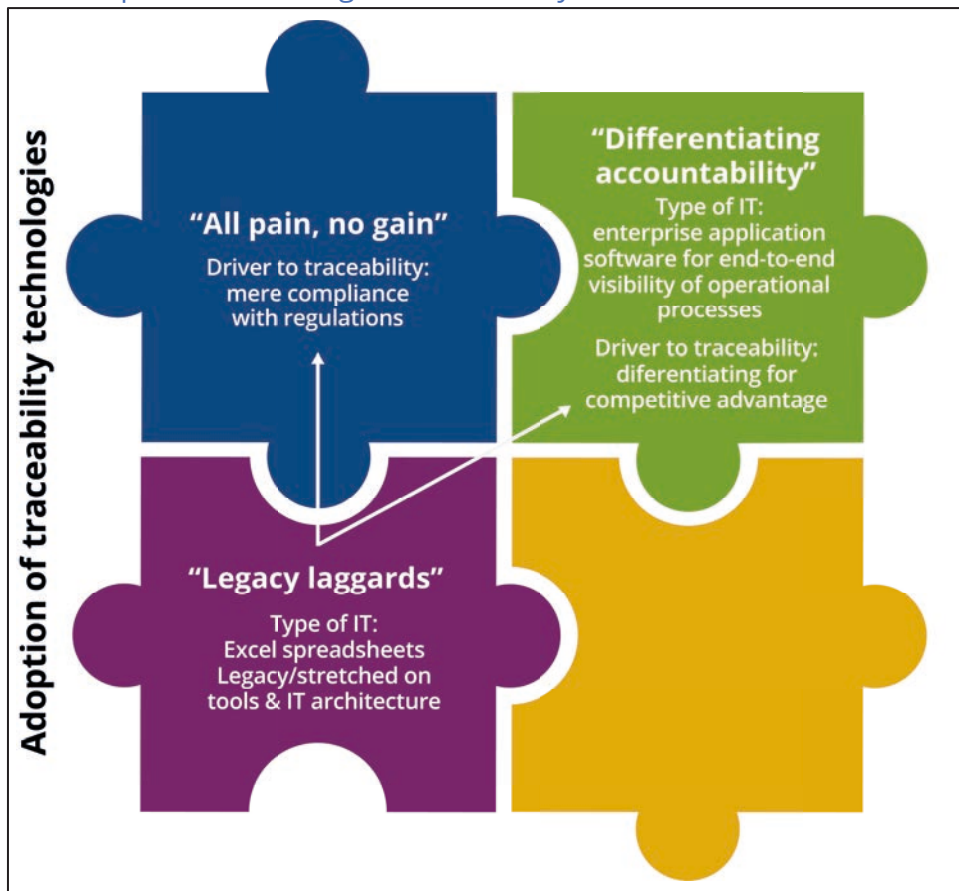 Adoption of traceability technologies
“All pain, no gain”
Driver to traceability:
mere compliance
with regulations
“Differentiating
accountability”
Type of IT:
enterprise application
software for end-to-end
visibility of operational
processes
Driver to traceability:
diferentiating for
competitive advantage
“Legacy laggards”
Type of IT:
Excel spreadsheets
Legacy/stretched on
tools & IT architecture